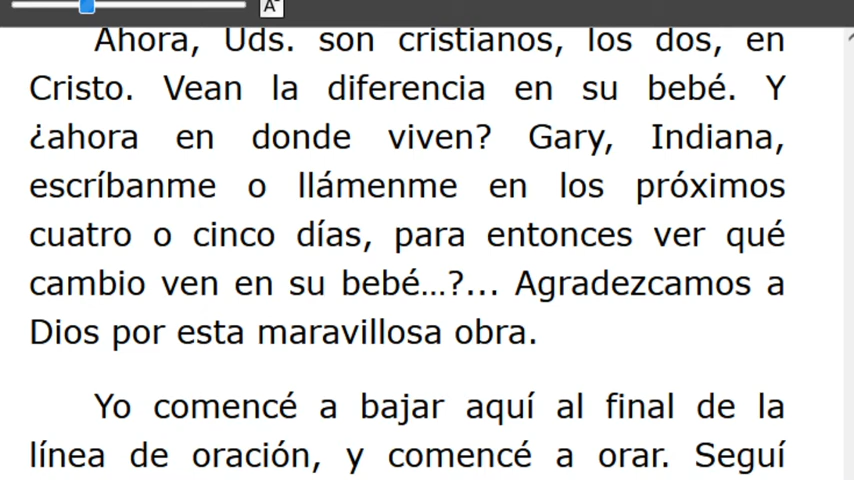 A
Ahora, Uds. son cristianos, los dos, en
Cristo. Vean la diferencia en su bebé. Y
¿ahora en donde viven? Gary, Indiana,
escríbanme o llámenme en los próximos
cuatro o cinco días, para entonces ver qué
cambio ven en su bebé...?... Agradezcamos a
Dios por esta maravillosa obra.
Yo comencé a bajar aquí al final de la
línea de oración, y comencé a orar. Seguí